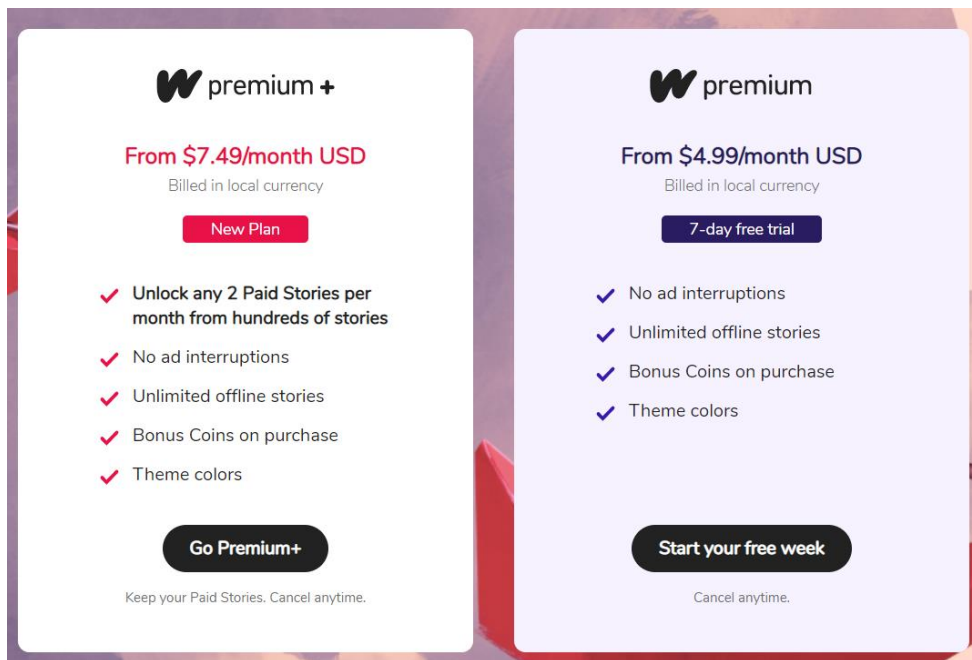 W premium +
From $7.49/month USD
Billed in local currency
New Plan
Unlock any 2 Paid Stories per
month from hundreds of stories
No ad interruptions
Unlimited offline stories
Bonus Coins on purchase
Theme colors
Go Premium+
Keep your Paid Stories. Cancel anytime.
W premium
From $4.99/month USD
Billed in local currency
7-day free trial
No ad interruptions
Unlimited offline stories
Bonus Coins on purchase
Theme colors
Start your free week
Cancel anytime.